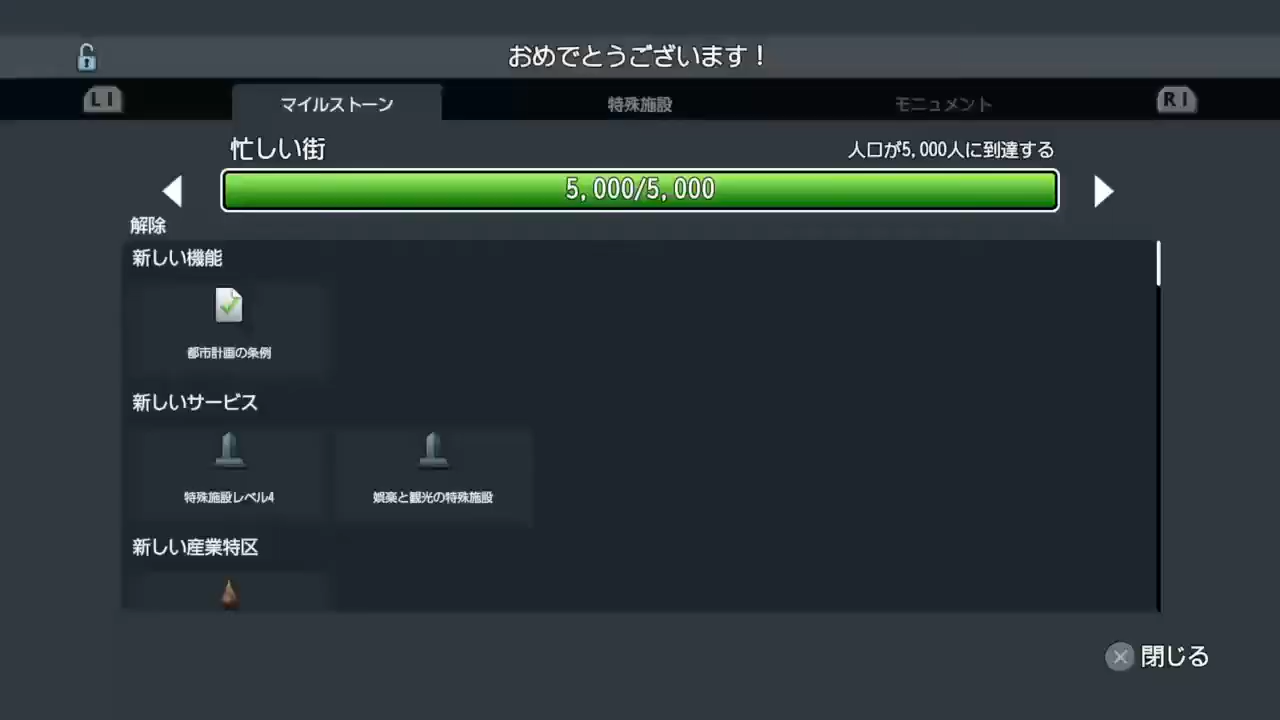 おめでとうございます！
L1
マイルストーン
特殊施設
モニュメント
R1
忙しい街
人口が5,000人に到達する
5,000/5,000
解除
新しい機能
都市計画の条例
新しいサービス
特殊施設レベル4
娯楽と観光の特殊施設
新しい産業特区
閉じる